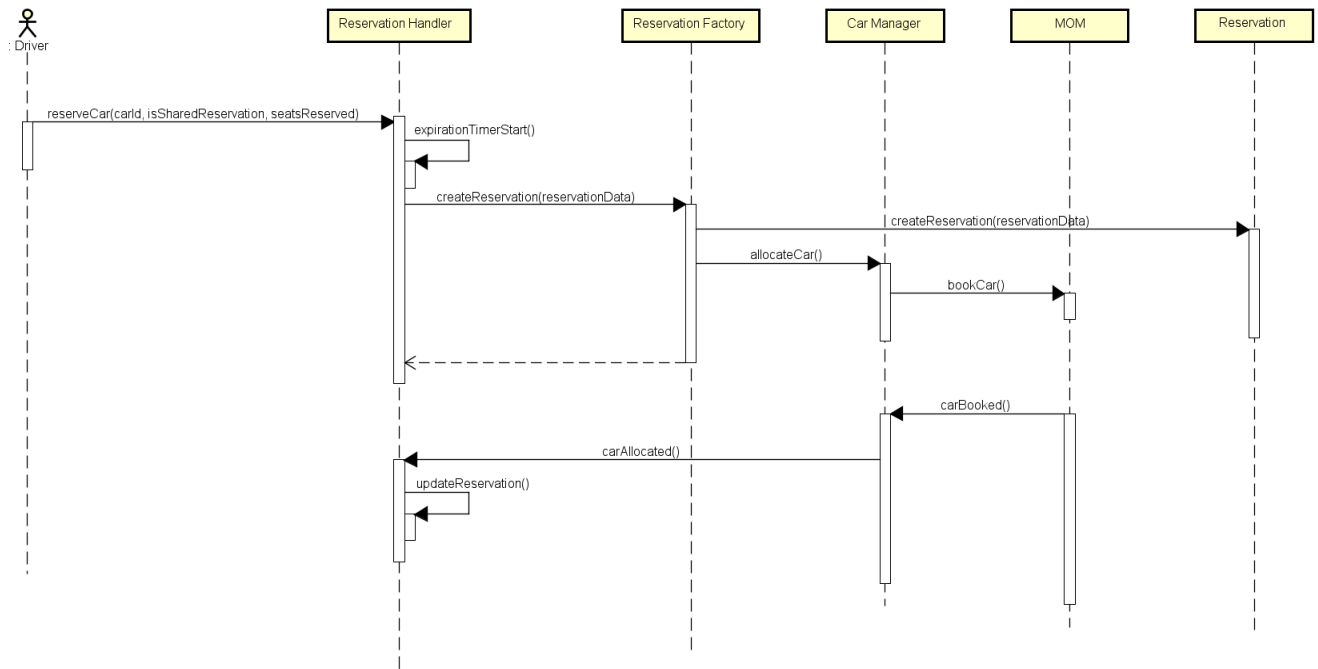 : Driver
Reservation Handler
Reservation Factory
Car Manager
MOM
Reservation
reserveCar(carId, isSharedReservation, seatsReserved)
expirationTimerStart()
createReservation(reservationData)
createReservation(reservationData)
allocateCar()
bookCar()
carBooked()
carAllocated()
updateReservation()